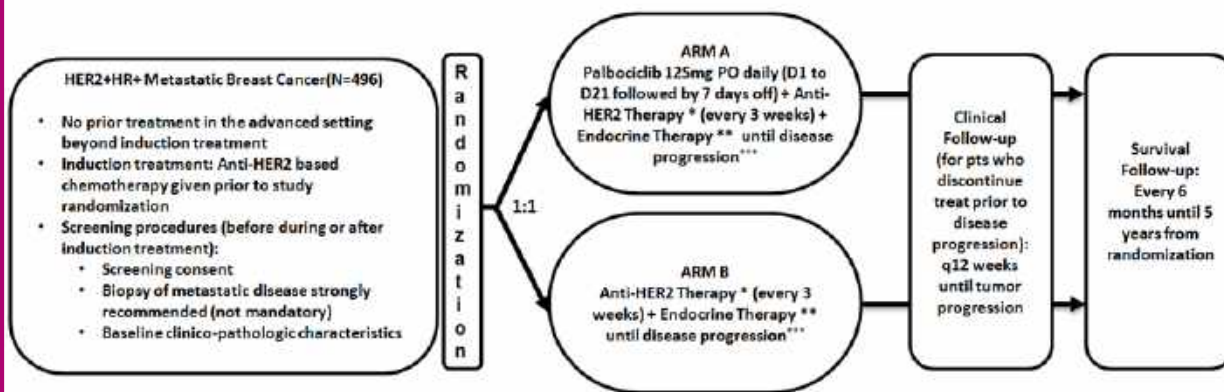 HER2+HR+ Metastatic Breast Cancer(N=496)
• No prior treatment in the advanced setting
beyond induction treatment
• Induction treatment: Anti-HER2 based
chemotherapy given prior to study
randomization
• Screening procedures (before during or after
induction treatment):
• Screening consent
• Biopsy of metastatic disease strongly
recommended (not mandatory)
• Baseline clinico-pathologic characteristics
Randomization
1:1
ARM A
Palbociclib 125mg PO daily (D1 to
D21 followed by 7 days off) + Anti-
HER2 Therapy * (every 3 weeks) +
Endocrine Therapy ** until disease
progression***
ARM B
Anti-HER2 Therapy * (every 3
weeks) + Endocrine Therapy **
until disease progression***
Clinical
Follow-up
(for pts who
discontinue
treat prior to
disease
progression):
q12 weeks
until tumor
progression
Survival
Follow-up:
Every 6
months until 5
years from
randomization